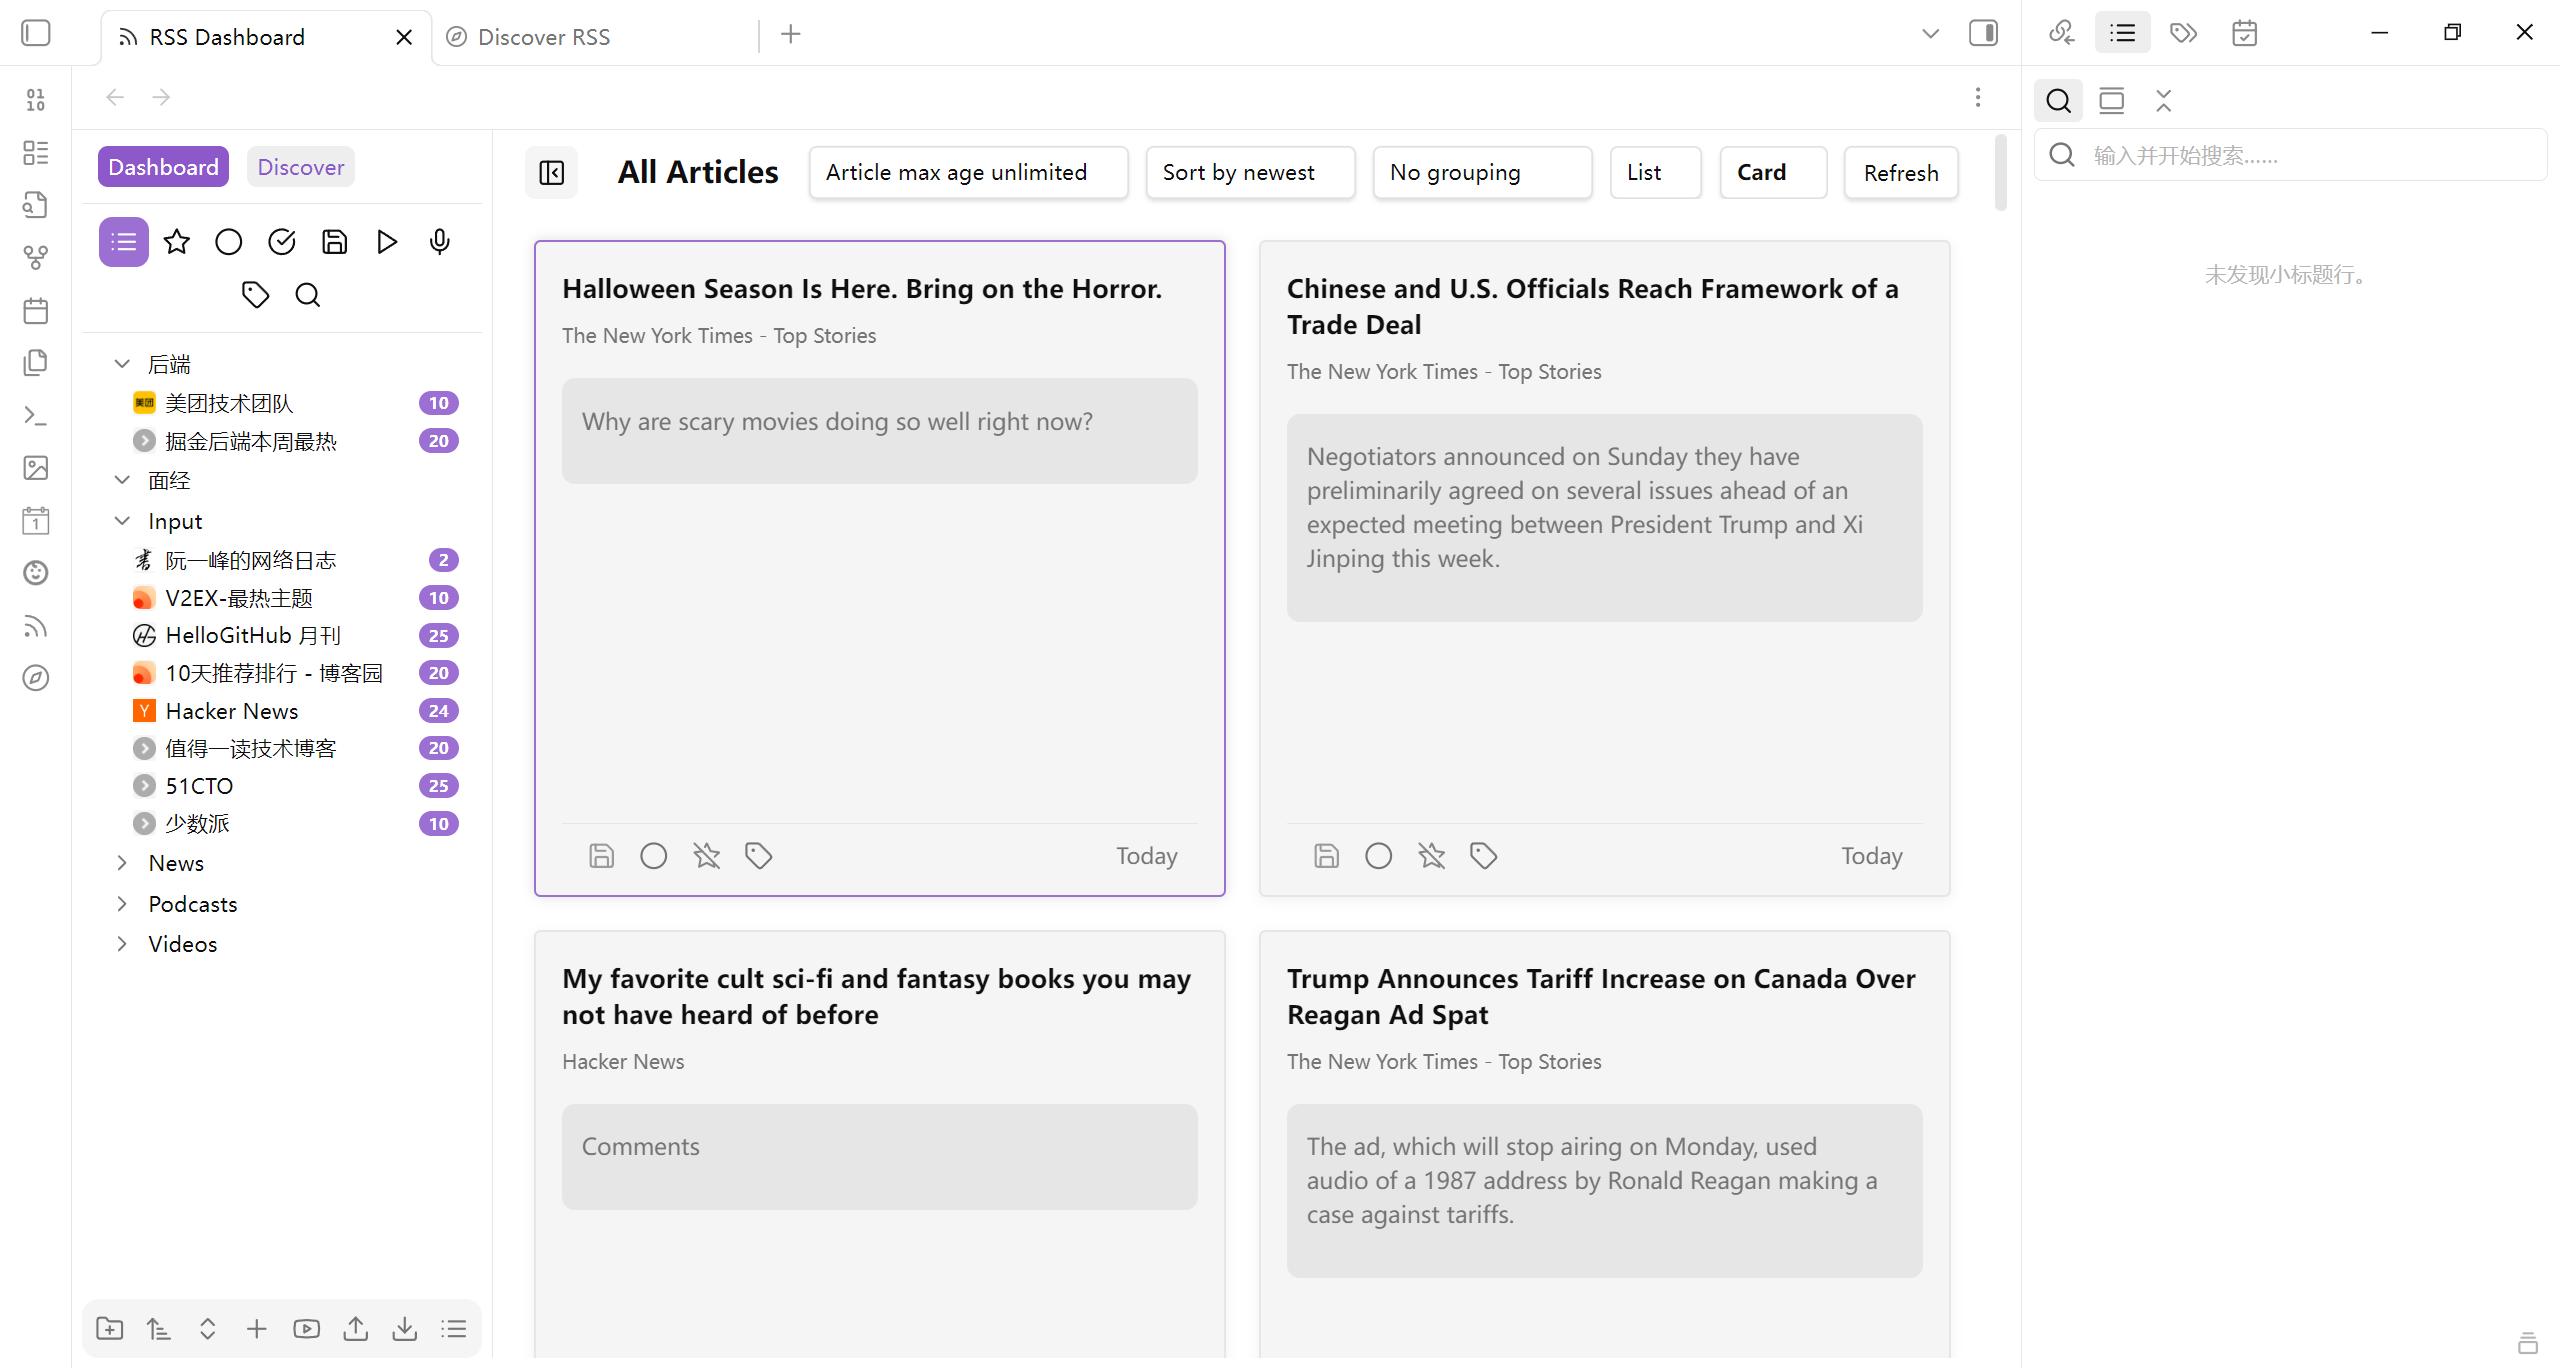 RSS Dashboard
Discover RSS
Dashboard
Discover
后端
美团技术团队 10
掘金后端本周最热 20
面经
Input
阮一峰的网络日志 2
V2EX-最热主题 10
HelloGitHub 月刊 25
10天推荐排行 - 博客园 20
Hacker News 24
值得一读技术博客 20
51CTO 25
少数派 10
News
Podcasts
Videos
All Articles
Article max age unlimited
Sort by newest
No grouping
List
Card
Refresh
Halloween Season Is Here. Bring on the Horror.
The New York Times - Top Stories
Why are scary movies doing so well right now?
Today
Chinese and U.S. Officials Reach Framework of a
Trade Deal
The New York Times - Top Stories
Negotiators announced on Sunday they have
preliminarily agreed on several issues ahead of an
expected meeting between President Trump and Xi
Jinping this week.
Today
My favorite cult sci-fi and fantasy books you may
not have heard of before
Hacker News
Comments
Trump Announces Tariff Increase on Canada Over
Reagan Ad Spat
The New York Times - Top Stories
The ad, which will stop airing on Monday, used
audio of a 1987 address by Ronald Reagan making a
case against tariffs.
输入并开始搜索……
未发现小标题行。